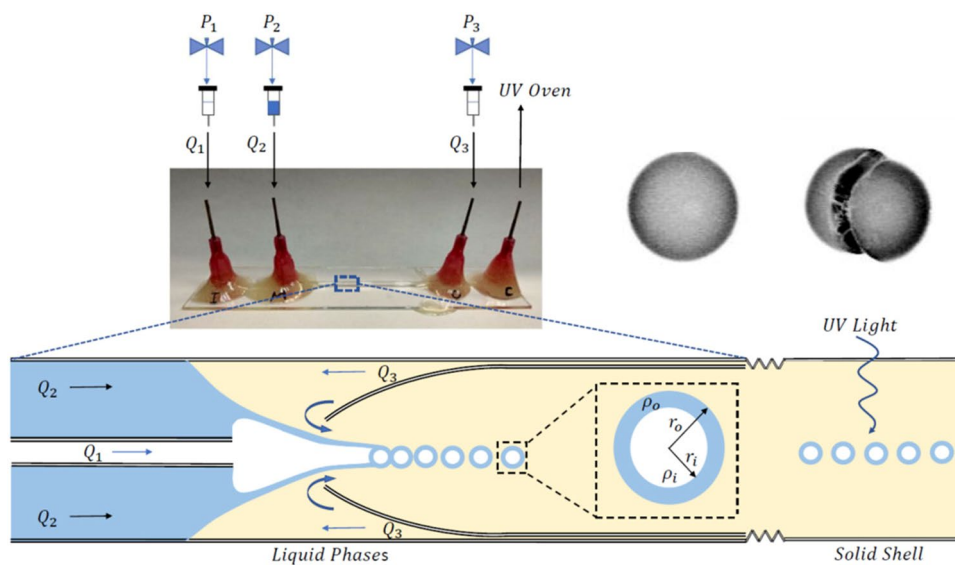 P₁ P₂ P₃
UV Oven
Q₁ Q₂ Q₃
I M O C
UV Light
Q₂ Q₃
ρₒ
rₒ
Q₁
rᵢ
ρᵢ
Q₂ Q₃
Liquid Phases Solid Shell